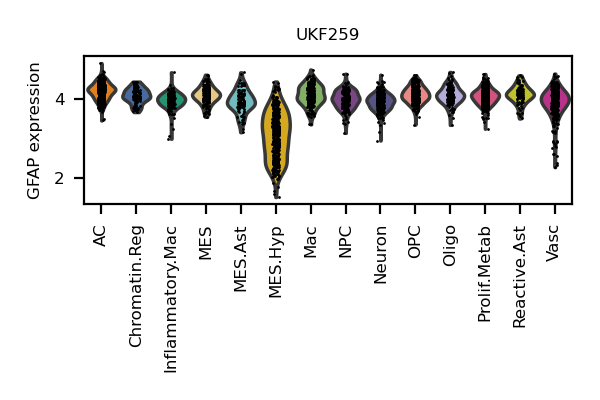 UKF259
GFAP expression
4
2
AC
Chromatin.Reg
Inflammatory.Mac
MES
MES.Ast
MES.Hyp
Mac
NPC
Neuron
OPC
Oligo
Prolif.Metab
Reactive.Ast
Vasc